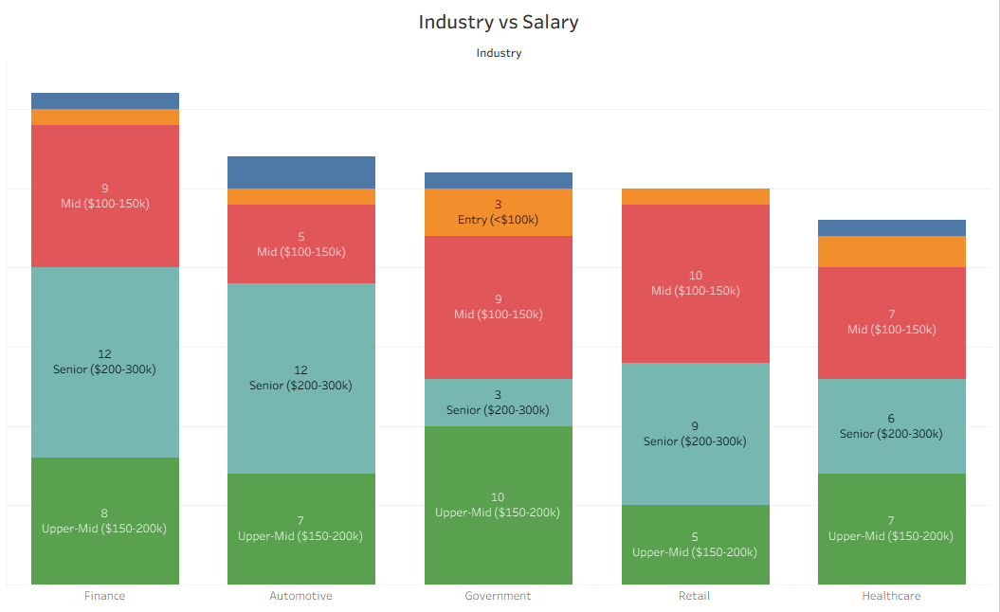 Industry vs Salary
Industry
9
Mid ($100-150k)
12
Senior ($200-300k)
8
Upper-Mid ($150-200k)
5
Mid ($100-150k)
12
Senior ($200-300k)
7
Upper-Mid ($150-200k)
3
Entry (<$100k)
9
Mid ($100-150k)
3
Senior ($200-300k)
10
Upper-Mid ($150-200k)
10
Mid ($100-150k)
9
Senior ($200-300k)
5
Upper-Mid ($150-200k)
7
Mid ($100-150k)
6
Senior ($200-300k)
7
Upper-Mid ($150-200k)
Finance
Automotive
Government
Retail
Healthcare